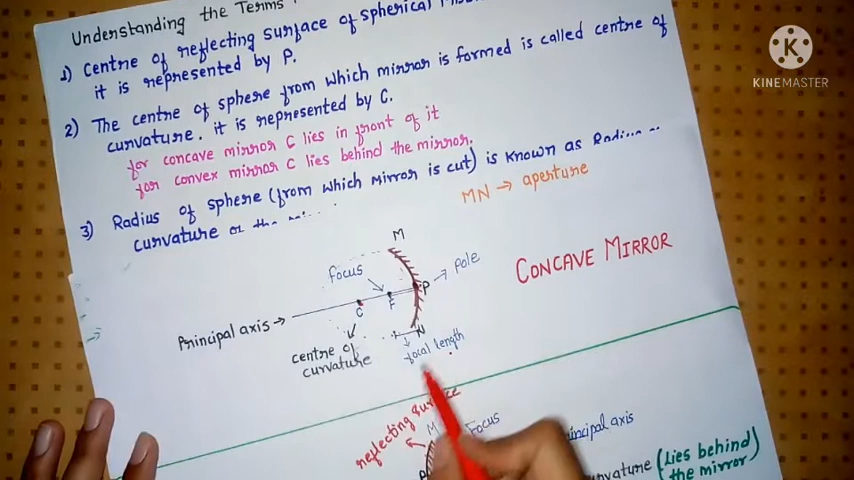 Understanding the Terms
1) Centre of reflecting surface of spherical
it is represented by P.
2) The centre of sphere from which mirror is formed is called centre of
curvature. it is represented by C.
for concave mirror C lies in front of it
for convex mirror C lies behind the mirror.
3) Radius of sphere (from which mirror is cut) is known as Radius
curvature of the
MN → aperture
M
Focus
Pole
P
F
C
CONCAVE MIRROR
Principal axis →
N
centre of
curvature
focal length
reflecting surface
M
Focus
Principal axis
P
curvature (lies behind
the mirror)
KINEMASTER